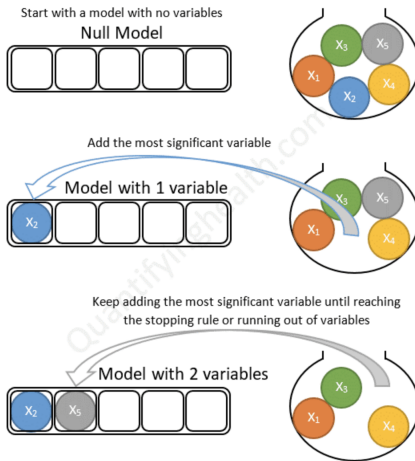 Start with a model with no variables
Null Model
X₁
X₃
X₅
X₂
X₄
Add the most significant variable
Model with 1 variable
X₂
X₁
X₃
X₅
X₄
Keep adding the most significant variable until reaching
the stopping rule or running out of variables
Model with 2 variables
X₂ X₅
X₁
X₃
X₄
Quantifyinghealth.com